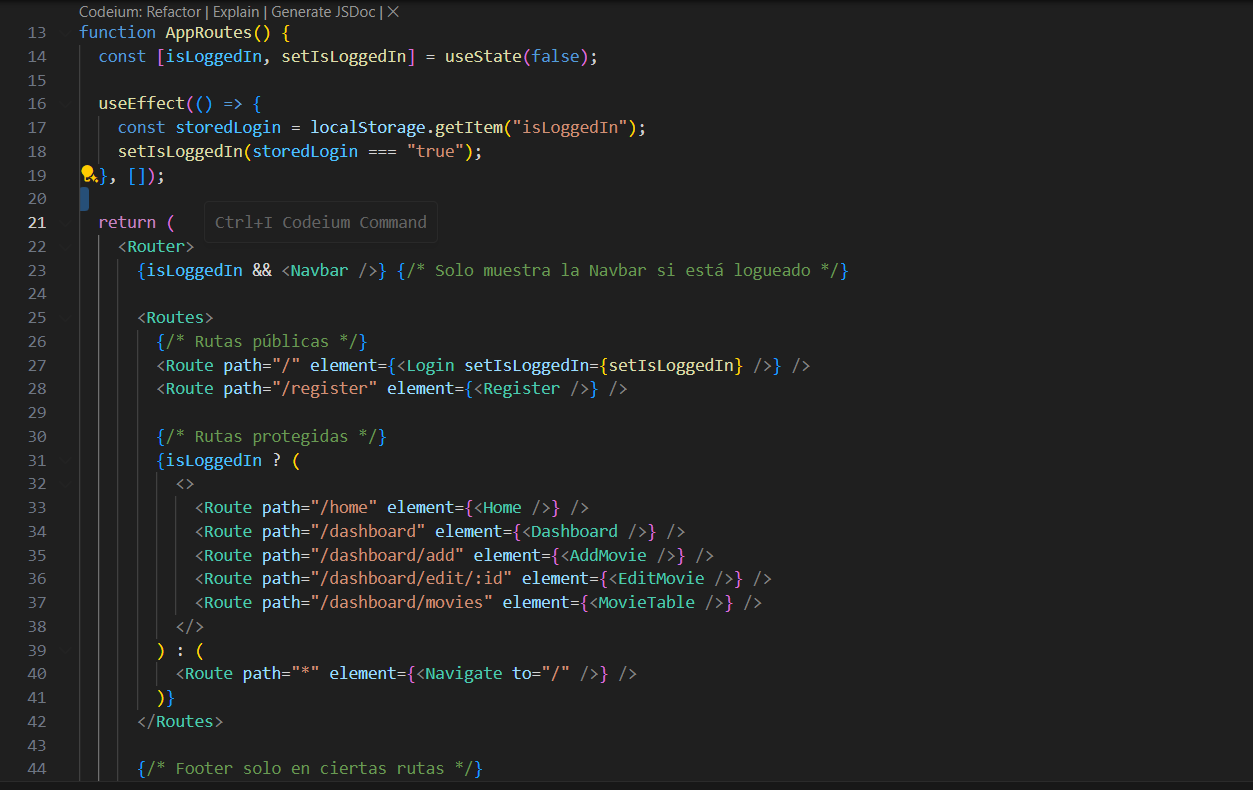 Codeium: Refactor | Explain | Generate JSDoc | ✕
13 function AppRoutes() {
14 const [isLoggedIn, setIsLoggedIn] = useState(false);
15
16 useEffect(() => {
17 const storedLogin = localStorage.getItem("isLoggedIn");
18 setIsLoggedIn(storedLogin === "true");
19 }, []);
20
21 return ( Ctrl+I Codeium Command
22 <Router>
23 {isLoggedIn && <Navbar />} {/* Solo muestra la Navbar si está logueado */}
24
25 <Routes>
26 {/* Rutas públicas */}
27 <Route path="/" element={<Login setIsLoggedIn={setIsLoggedIn} />} />
28 <Route path="/register" element={<Register />} />
29
30 {/* Rutas protegidas */}
31 {isLoggedIn ? (
32 <>
33 <Route path="/home" element={<Home />} />
34 <Route path="/dashboard" element={<Dashboard />} />
35 <Route path="/dashboard/add" element={<AddMovie />} />
36 <Route path="/dashboard/edit/:id" element={<EditMovie />} />
37 <Route path="/dashboard/movies" element={<MovieTable />} />
38 </>
39 ) : (
40 <Route path="*" element={<Navigate to="/" />} />
41 )}
42 </Routes>
43
44 {/* Footer solo en ciertas rutas */}